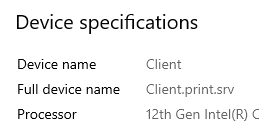 Device specifications
Device name Client
Full device name Client.print.srv
Processor 12th Gen Intel(R) C